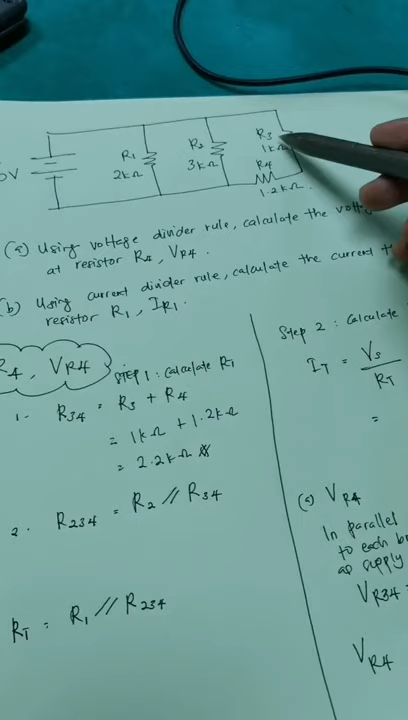 0V
R1
2kΩ
R2
3kΩ
R3
1kΩ
R4
1.2kΩ.
(a) Using voltage divider rule, calculate the
at resistor R4, VR4.
(b) Using current divider rule, calculate the current
resistor R1, IR1.
R4, VR4
STEP 1: Calculate RT
1. R34 = R3 + R4
= 1kΩ + 1.2kΩ
= 2.2kΩ
2. R234 = R2 // R34
RT = R1 // R234
Step 2: Calculate
IT = Vs
RT
=
(a) VR4
In parallel
to each
as supply
VR34 =
VR4